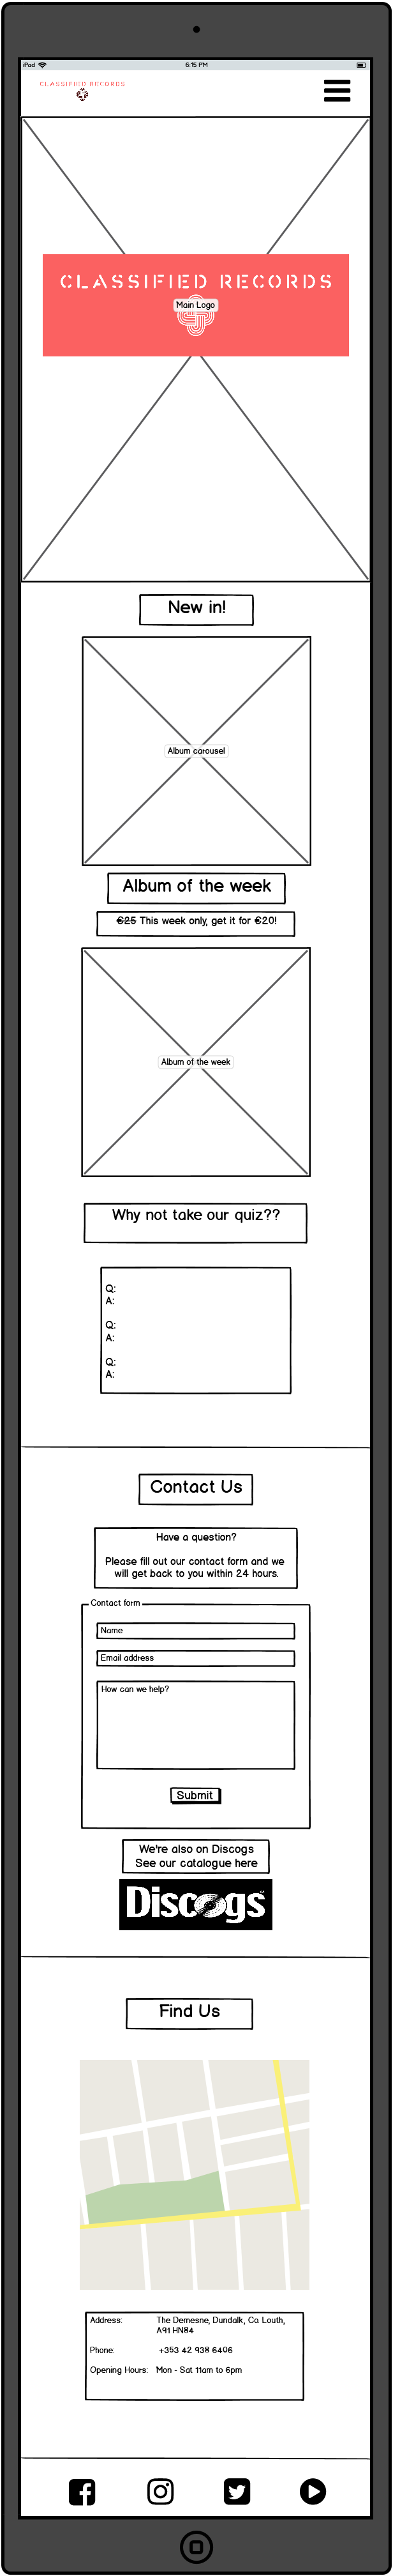 iPad
6:15 PM
CLASSIFIED RECORDS
CLASSIFIED RECORDS
Main Logo
New in!
Album carousel
Album of the week
€25 This week only, get it for €20!
Album of the week
Why not take our quiz??
Q:
A:
Q:
A:
Q:
A:
Contact Us
Have a question?
Please fill out our contact form and we
will get back to you within 24 hours.
Contact form
Name
Email address
How can we help?
Submit
We're also on Discogs
See our catalogue here
Discogs
Find Us
Address: The Demesne, Dundalk, Co. Louth,
A91 HN84
Phone: +353 42 938 6406
Opening Hours: Mon - Sat 11am to 6pm